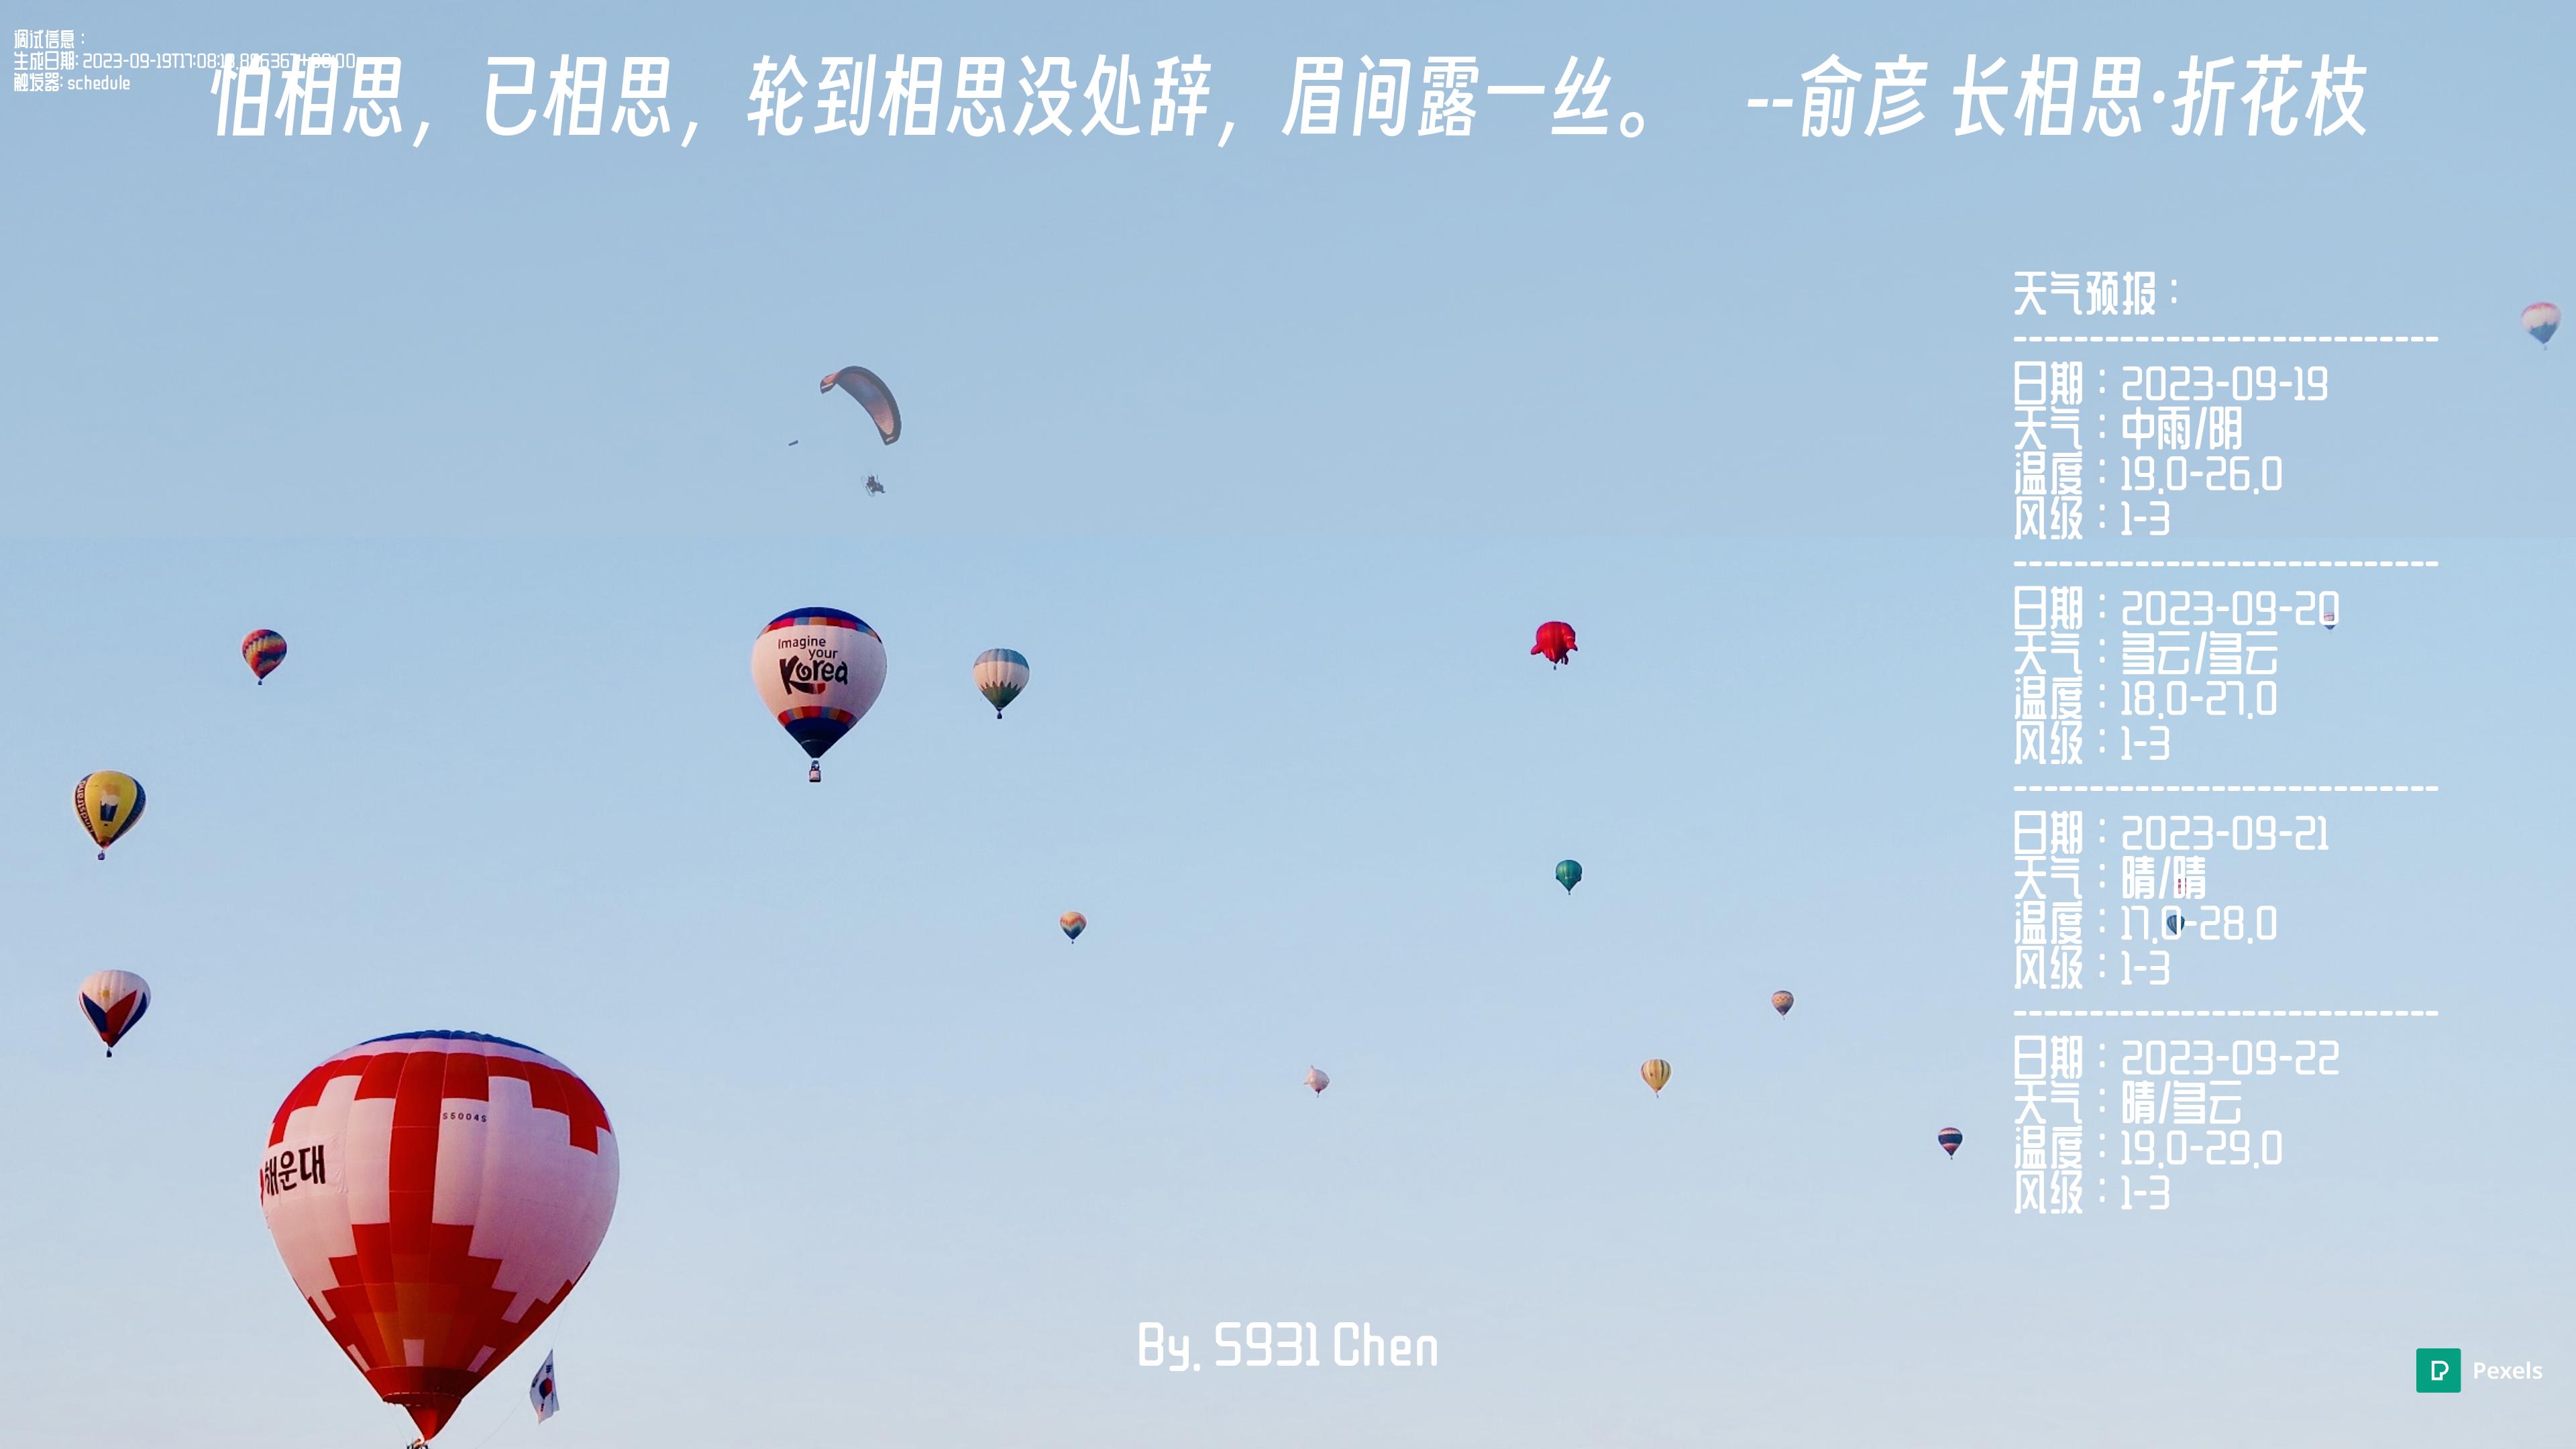 调试信息：
生成日期: 2023-09-19T17:08:1
触发器: schedule
怕相思，已相思，轮到相思没处辞，眉间露一丝。 --俞彦 长相思·折花枝
天气预报：
----------------------------
日期：2023-09-19
天气：中雨/阴
温度：19.0-26.0
风级：1-3
----------------------------
日期：2023-09-20
天气：多云/多云
温度：18.0-27.0
风级：1-3
----------------------------
日期：2023-09-21
天气：晴/晴
温度：17.0-28.0
风级：1-3
----------------------------
日期：2023-09-22
天气：晴/多云
温度：19.0-29.0
风级：1-3
Imagine
your
Korea
S5004S
해운대
By. S931 Chen
Pexels